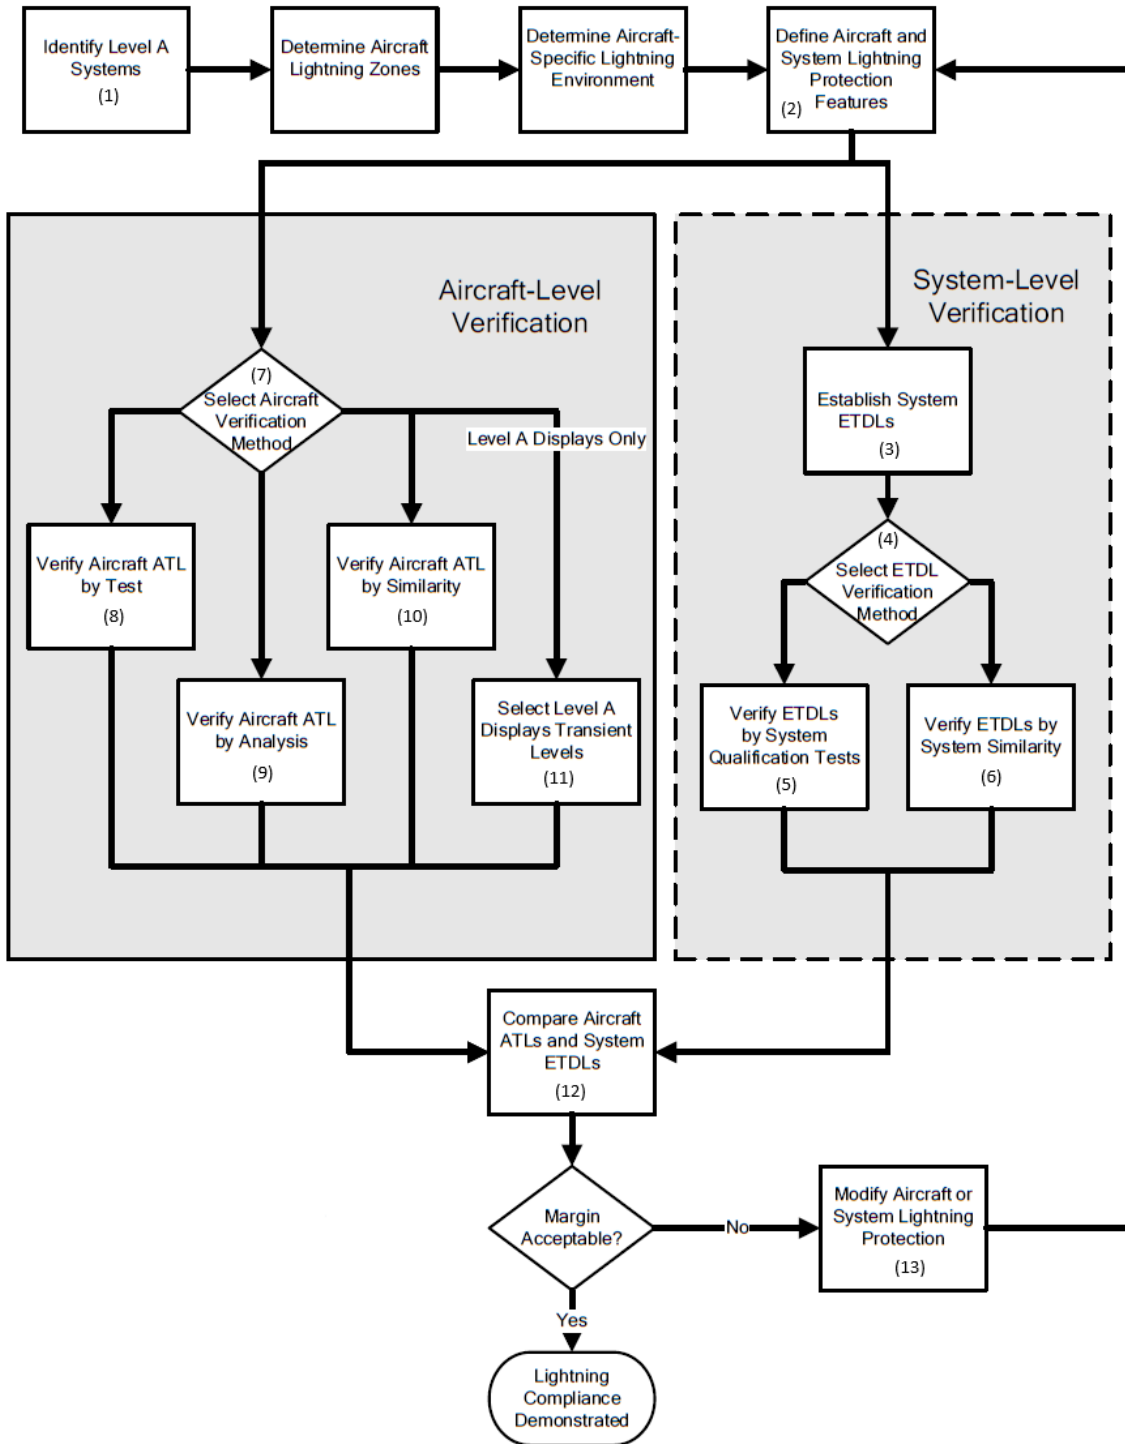 Identify Level A
Systems
(1)
Determine Aircraft
Lightning Zones
Determine Aircraft-
Specific Lightning
Environment
Define Aircraft and
System Lightning
Protection
Features
(2)
Aircraft-Level
Verification
System-Level
Verification
(7)
Select Aircraft
Verification
Method
Level A Displays Only
Establish System
ETDLs
(3)
(4)
Select ETDL
Verification
Method
Verify Aircraft ATL
by Test
(8)
Verify Aircraft ATL
by Similarity
(10)
Verify Aircraft ATL
by Analysis
(9)
Select Level A
Displays Transient
Levels
(11)
Verify ETDLs
by System
Qualification Tests
(5)
Verify ETDLs by
System Similarity
(6)
Compare Aircraft
ATLs and System
ETDLs
(12)
Margin
Acceptable?
No
Modify Aircraft or
System Lightning
Protection
(13)
Yes
Lightning
Compliance
Demonstrated